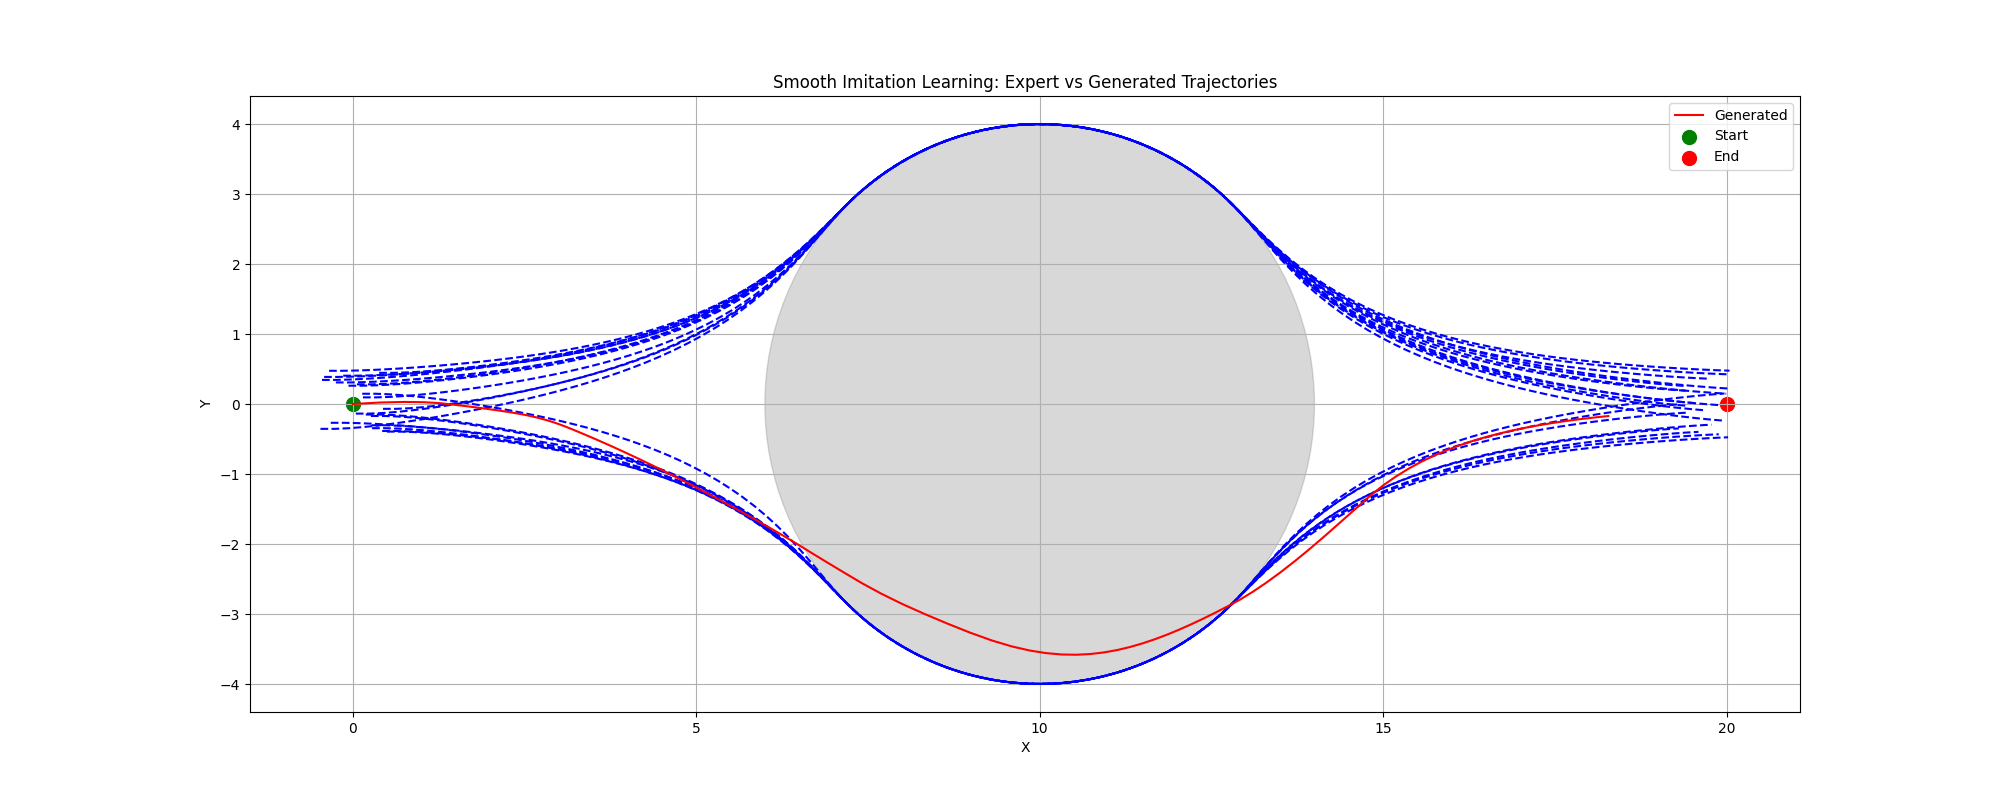 Smooth Imitation Learning: Expert vs Generated Trajectories
Generated
Start
End
4
3
2
1
0
−1
−2
−3
−4
Y
0
5
10
15
20
X